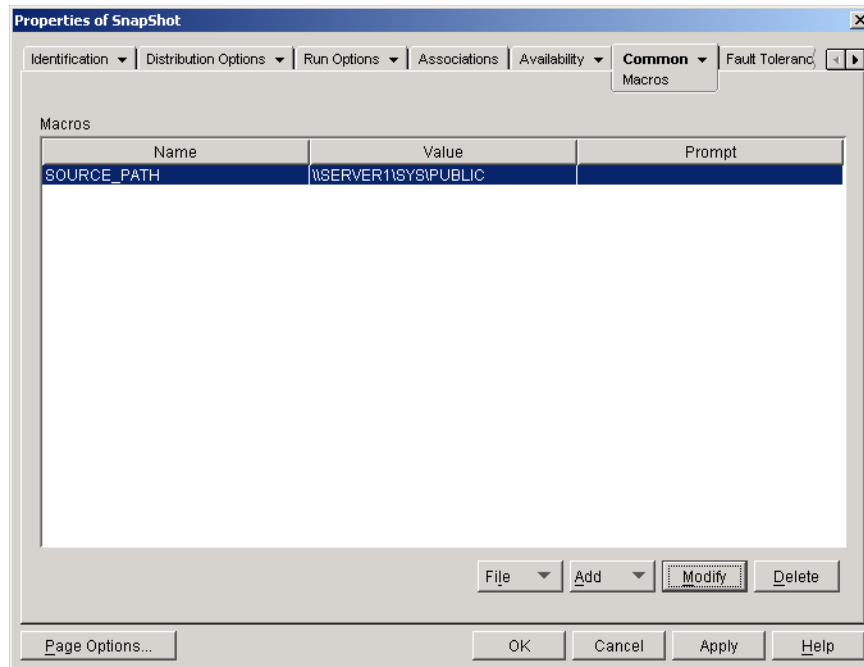 Properties of SnapShot
Identification Distribution Options Run Options Associations Availability Common Fault Toleranc
Macros
Macros
Name Value Prompt
SOURCE_PATH \\SERVER1\SYS\PUBLIC
File Add Modify Delete
Page Options... OK Cancel Apply Help